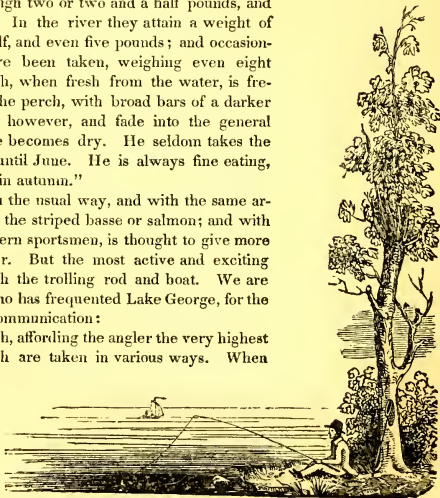 ugh two or two and a half pounds, and
In the river they attain a weight of
lf, and even five pounds; and occasion-
re been taken, weighing even eight
h, when fresh from the water, is fre-
he perch, with broad bars of a darker
however, and fade into the general
e becomes dry. He seldom takes the
until June. He is always fine eating,
in autumn."
n the usual way, and with the same ar-
the striped basse or salmon; and with
ern sportsmen, is thought to give more
r. But the most active and exciting
h the trolling rod and boat. We are
no has frequented Lake George, for the
ommunication:
h, affording the angler the very highest
h are taken in various ways. When